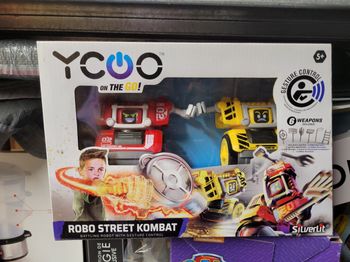 YCOO
5+
ON THE GO!
GESTURE CONTROL
6 WEAPONS
ROBO STREET KOMBAT
BATTLING ROBOT WITH GESTURE CONTROL
Silverlit